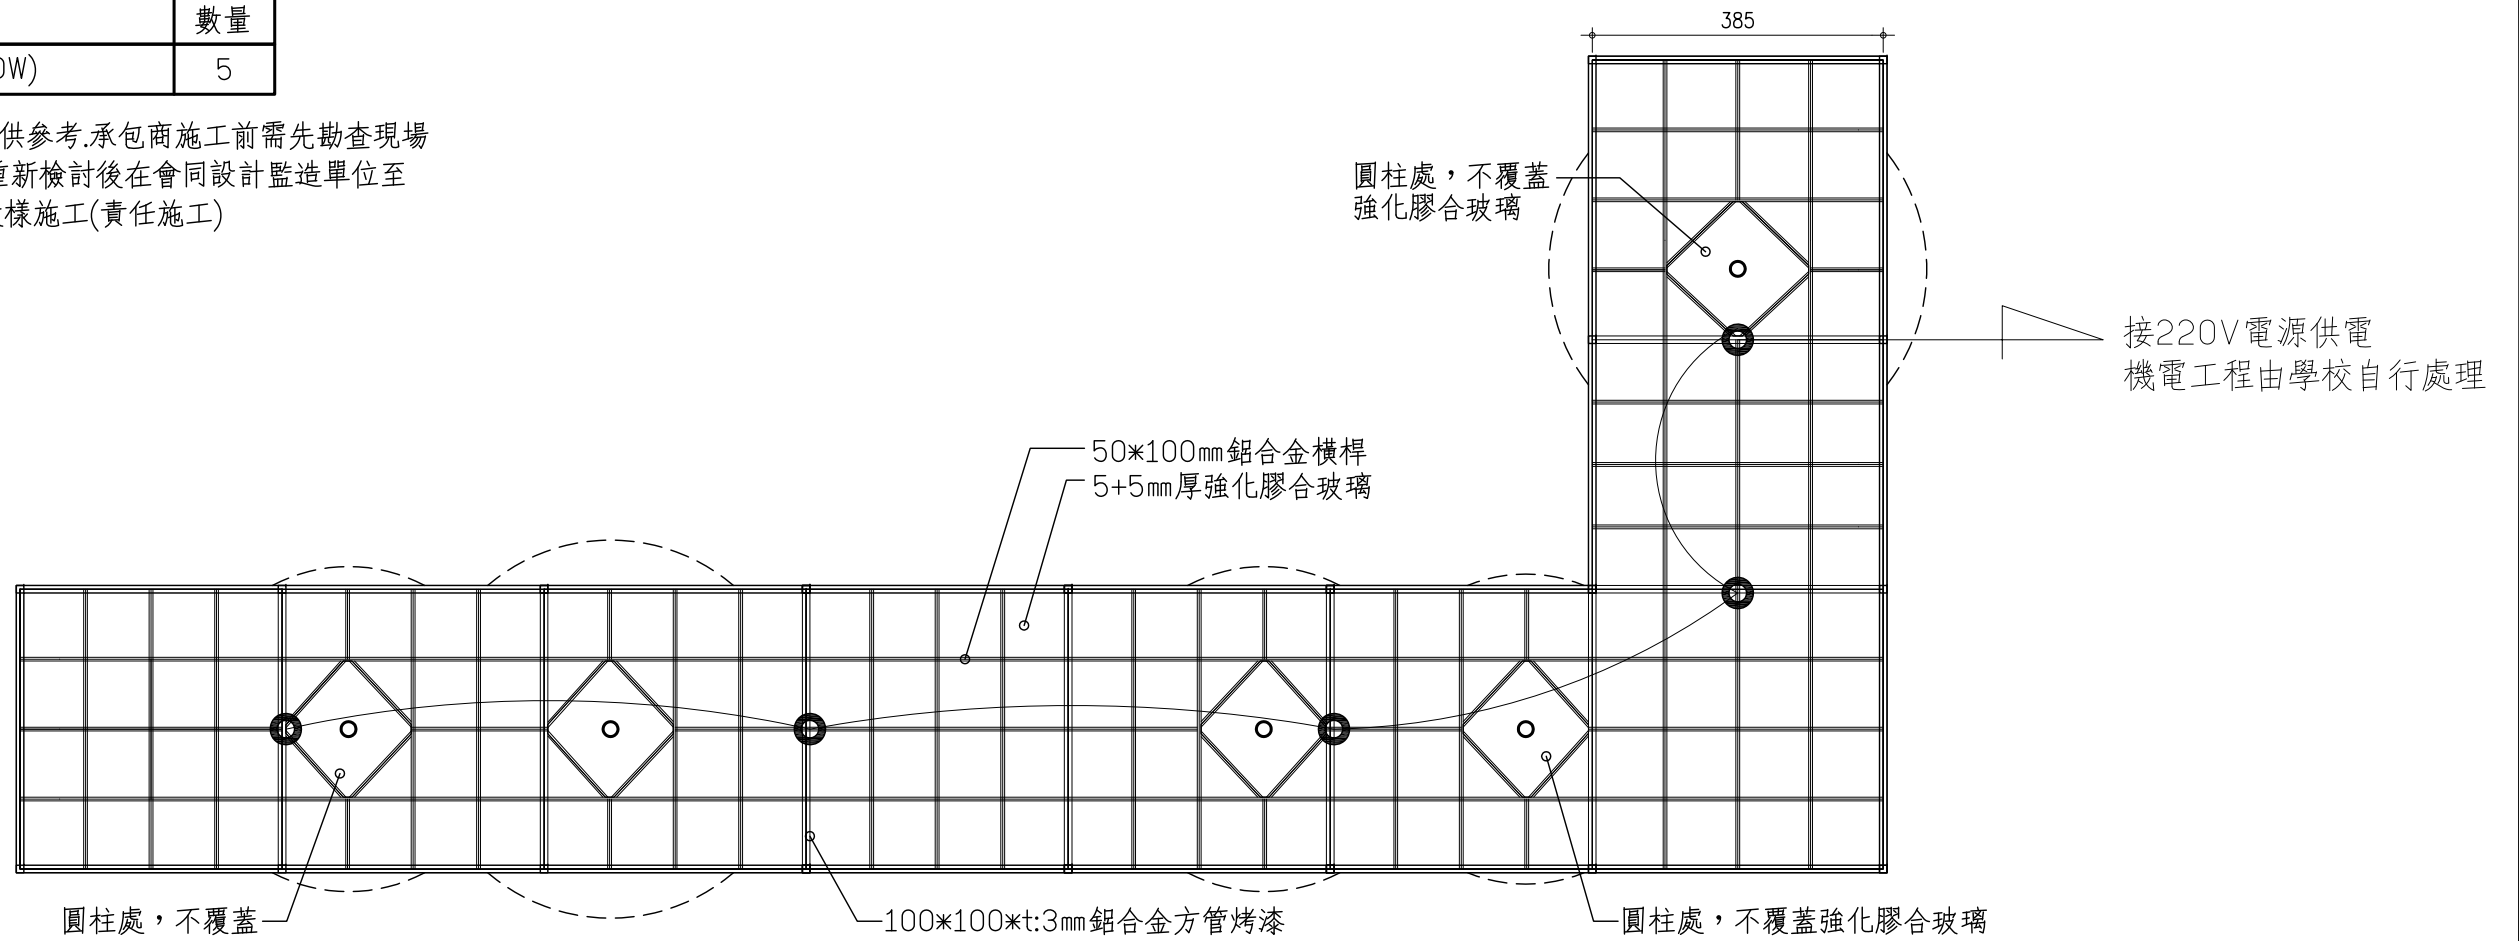 數量
0W)
5
供參考.承包商施工前需先勘查現場
重新檢討後在會同設計監造單位至
樣施工(責任施工)
385
圓柱處，不覆蓋
強化膠合玻璃
接220V電源供電
機電工程由學校自行處理
50*100㎜鋁合金橫桿
5+5㎜厚強化膠合玻璃
圓柱處，不覆蓋
100*100*t:3㎜鋁合金方管烤漆
圓柱處，不覆蓋強化膠合玻璃